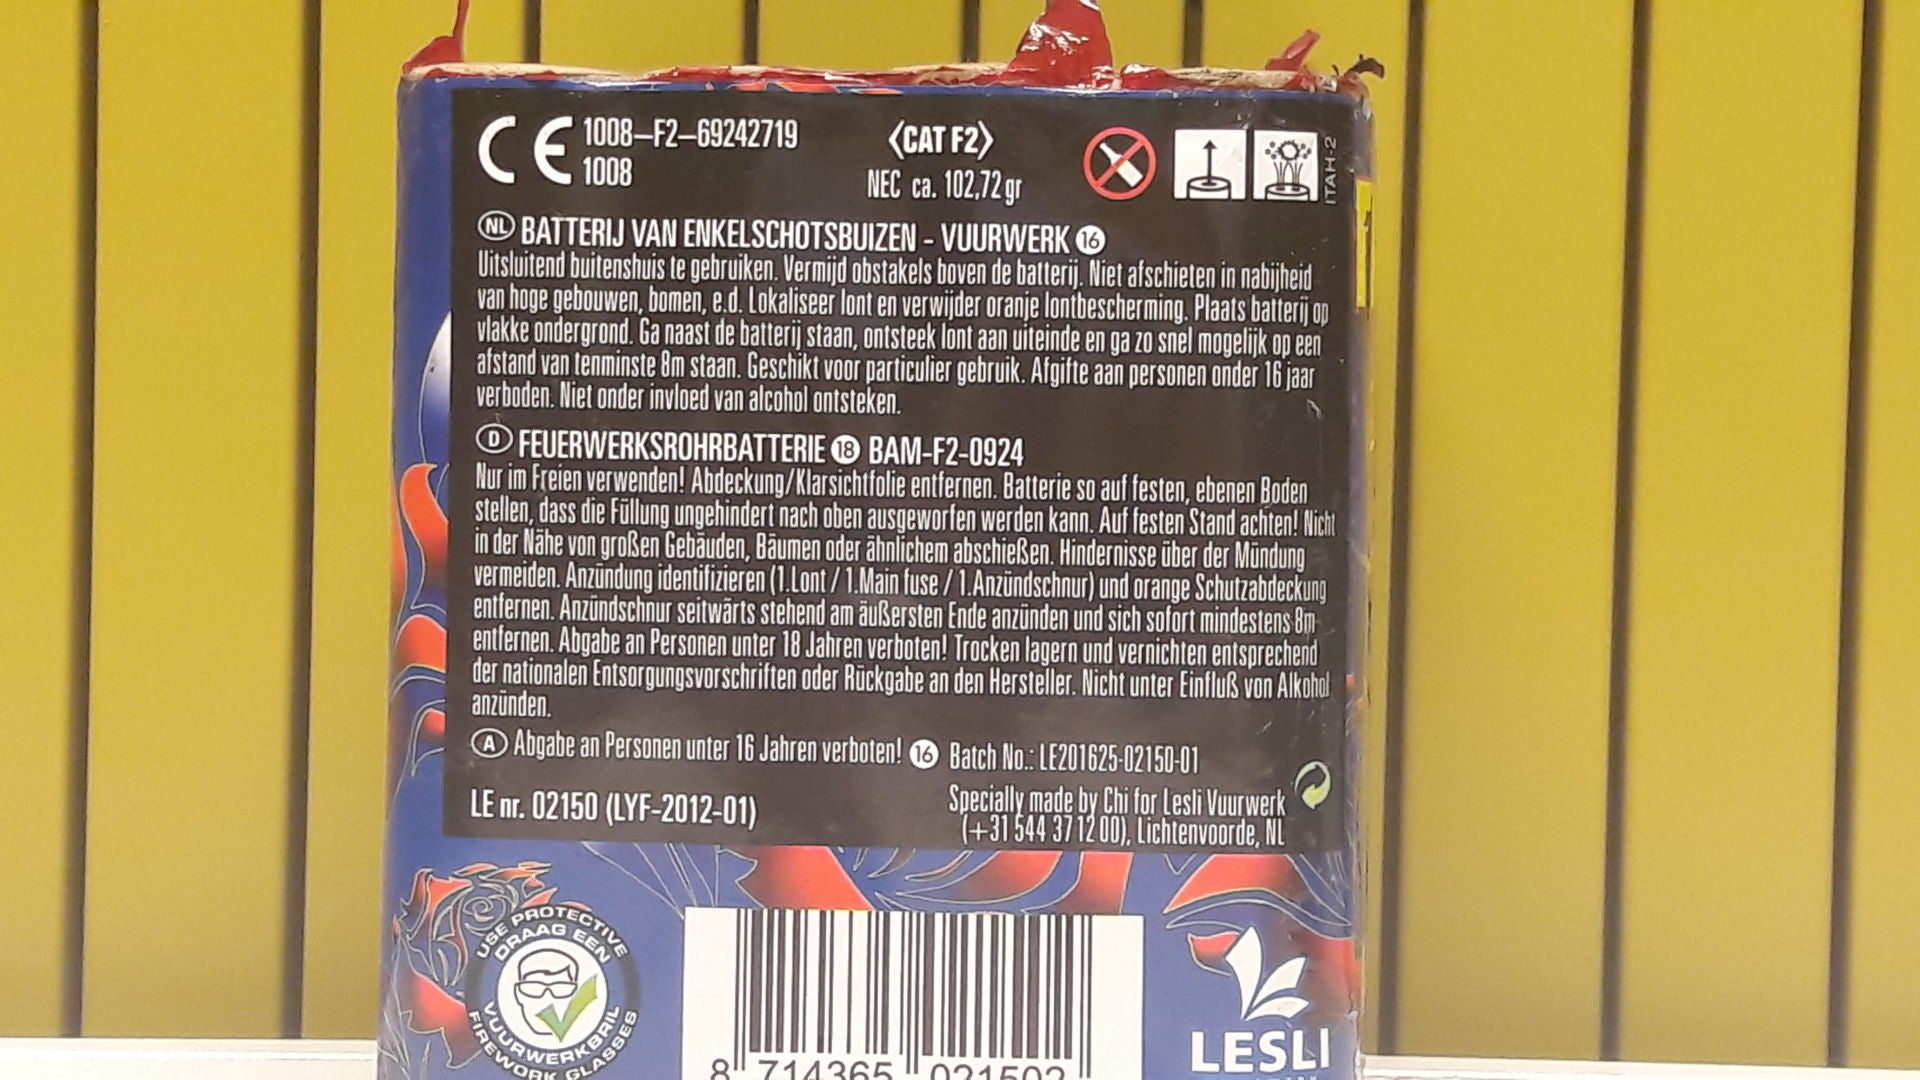 CE 1008-F2-69242719
1008
<CAT F2>
NEC ca. 102,72 gr
ITAH-2
NL BATTERIJ VAN ENKELSCHOTSBUIZEN - VUURWERK 16
Uitsluitend buitenshuis te gebruiken. Vermijd obstakels boven de batterij. Niet afschieten in nabijheid
van hoge gebouwen, bomen, e.d. Lokaliseer lont en verwijder oranje lontbescherming. Plaats batterij op
vlakke ondergrond. Ga naast de batterij staan, ontsteek lont aan uiteinde en ga zo snel mogelijk op een
afstand van tenminste 8m staan. Geschikt voor particulier gebruik. Afgifte aan personen onder 16 jaar
verboden. Niet onder invloed van alcohol ontsteken.
D FEUERWERKSROHRBATTERIE 18 BAM-F2-0924
Nur im Freien verwenden! Abdeckung/Klarsichtfolie entfernen. Batterie so auf festen, ebenen Boden
stellen, dass die Füllung ungehindert nach oben ausgeworfen werden kann. Auf festen Stand achten! Nicht
in der Nähe von großen Gebäuden, Bäumen oder ähnlichem abschießen. Hindernisse über der Mündung
vermeiden. Anzündung identifizieren (1.Lont / 1.Main fuse / 1.Anzündschnur) und orange Schutzabdeckung
entfernen. Anzündschnur seitwärts stehend am äußersten Ende anzünden und sich sofort mindestens 8m
entfernen. Abgabe an Personen unter 18 Jahren verboten! Trocken lagern und vernichten entsprechend
der nationalen Entsorgungsvorschriften oder Rückgabe an den Hersteller. Nicht unter Einfluß von Alkohol
anzünden.
A Abgabe an Personen unter 16 Jahren verboten! 16 Batch No.: LE201625-02150-01
LE nr. 02150 (LYF-2012-01)
Specially made by Chi for Lesli Vuurwerk
(+31 544 37 12 00), Lichtenvoorde, NL
USE PROTECTIVE
DRAAG EEN
VUURWERKBRIL
FIREWORK GLASSES
8 714365 021502
LESLI